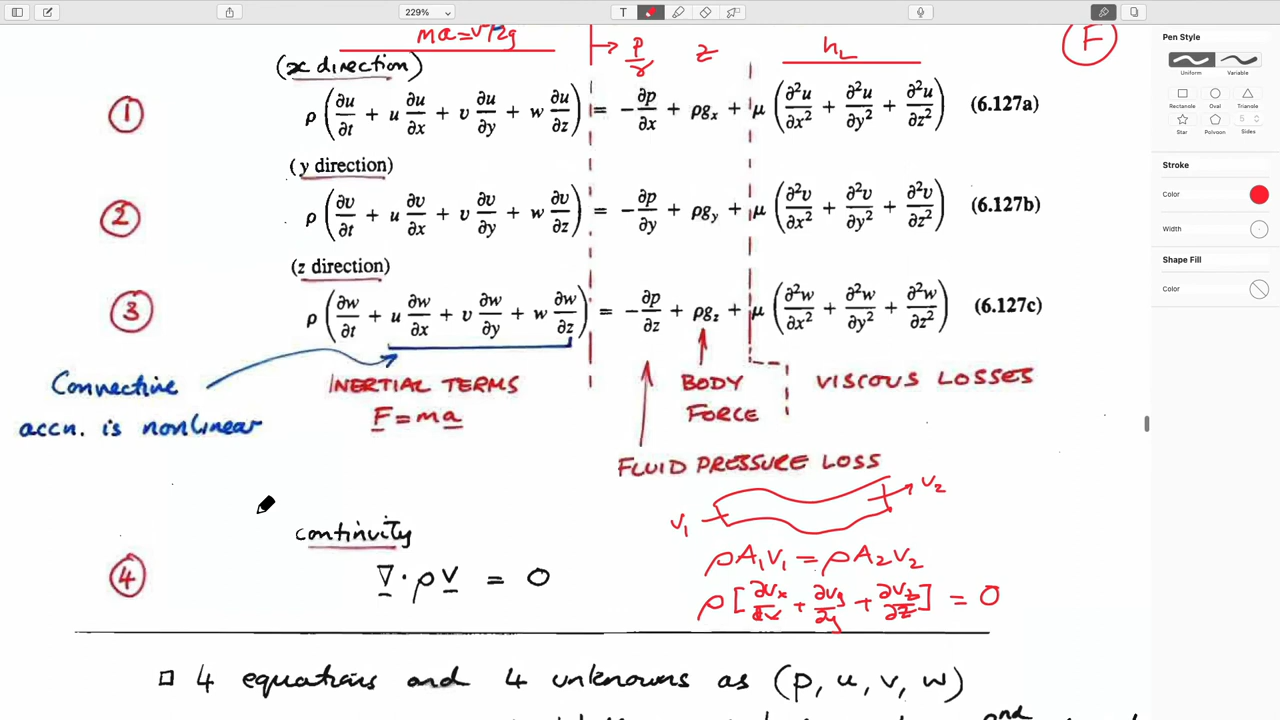 229%
T
ma = v²/2g
p/γ z h_L
F
(x direction)
① ρ(∂u/∂t + u ∂u/∂x + v ∂u/∂y + w ∂u/∂z) = −∂p/∂x + ρgₓ + μ(∂²u/∂x² + ∂²u/∂y² + ∂²u/∂z²) (6.127a)
(y direction)
② ρ(∂v/∂t + u ∂v/∂x + v ∂v/∂y + w ∂v/∂z) = −∂p/∂y + ρg_y + μ(∂²v/∂x² + ∂²v/∂y² + ∂²v/∂z²) (6.127b)
(z direction)
③ ρ(∂w/∂t + u ∂w/∂x + v ∂w/∂y + w ∂w/∂z) = −∂p/∂z + ρg_z + μ(∂²w/∂x² + ∂²w/∂y² + ∂²w/∂z²) (6.127c)
Connective
accn. is nonlinear
INERTIAL TERMS
F = ma
BODY
FORCE
VISCOUS LOSSES
FLUID PRESSURE LOSS
V₁ V₂
ρA₁V₁ = ρA₂V₂
ρ[∂Vx/∂x + ∂Vy/∂y + ∂Vz/∂z] = 0
continuity
④ ∇·ρV = 0
□ 4 equations and 4 unknowns as (p, u, v, w)
2nd
Pen Style
Uniform Variable
Rectangle Oval Triangle
Star Polygon 5 Sides
Stroke
Color
Width
Shape Fill
Color